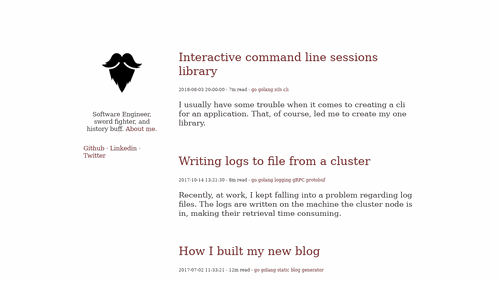 Software Engineer,
sword fighter, and
history buff. About me.
Github · Linkedin ·
Twitter
Interactive command line sessions
library
2018-06-03 20:00:00 - 7m read - go golang nlis cli
I usually have some trouble when it comes to creating a cli
for an application. That, of course, led me to create my one
library.
Writing logs to file from a cluster
2017-10-14 13:21:30 - 6m read - go golang logging gRPC protobuf
Recently, at work, I kept falling into a problem regarding log
files. The logs are written on the machine the cluster node is
in, making their retrieval time consuming.
How I built my new blog
2017-07-02 11:33:21 - 12m read - go golang static blog generator